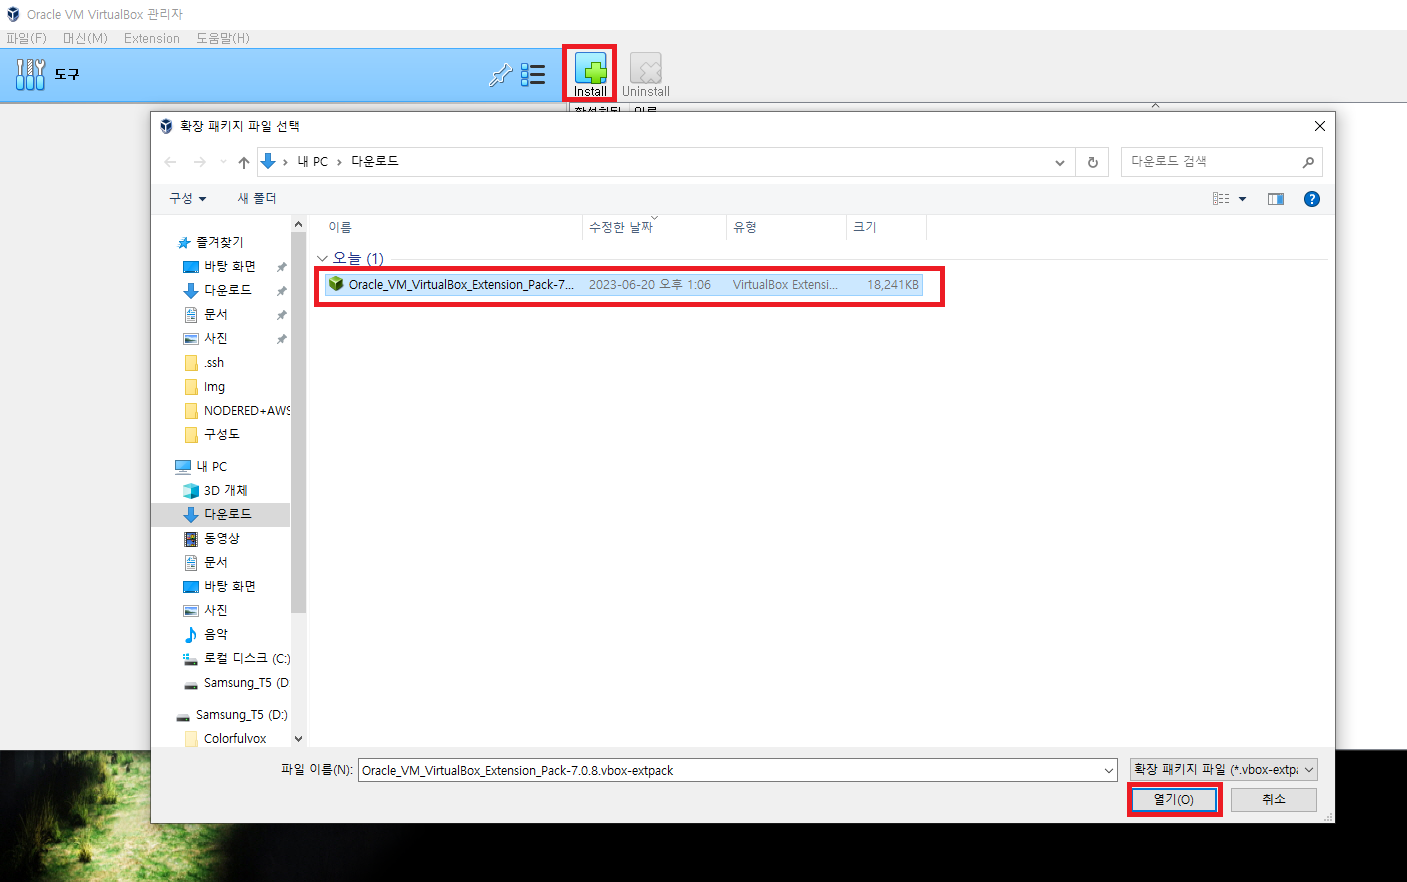 Oracle VM VirtualBox 관리자
파일(F) 머신(M) Extension 도움말(H)
도구
Install Uninstall
확장 패키지 파일 선택
내 PC 다운로드 다운로드 검색
구성 새 폴더
이름 수정한 날짜 유형 크기
오늘 (1)
Oracle_VM_VirtualBox_Extension_Pack-7... 2023-06-20 오후 1:06 VirtualBox Extensi... 18,241KB
즐겨찾기
바탕 화면
다운로드
문서
사진
.ssh
Img
NODERED+AWS
구성도
내 PC
3D 개체
다운로드
동영상
문서
바탕 화면
사진
음악
로컬 디스크 (C:)
Samsung_T5 (D
Samsung_T5 (D:)
Colorfulvox
파일 이름(N): Oracle_VM_VirtualBox_Extension_Pack-7.0.8.vbox-extpack 확장 패키지 파일 (*.vbox-extpa
열기(O) 취소